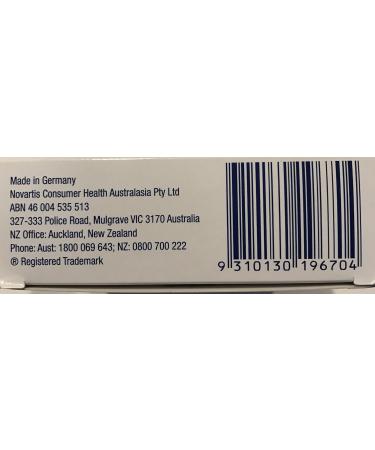 Made in Germany
Novartis Consumer Health Australasia Pty Ltd
ABN 46 004 535 513
327-333 Police Road, Mulgrave VIC 3170 Australia
NZ Office: Auckland, New Zealand
Phone: Aust: 1800 069 643; NZ: 0800 700 222
® Registered Trademark
9 310130 196704